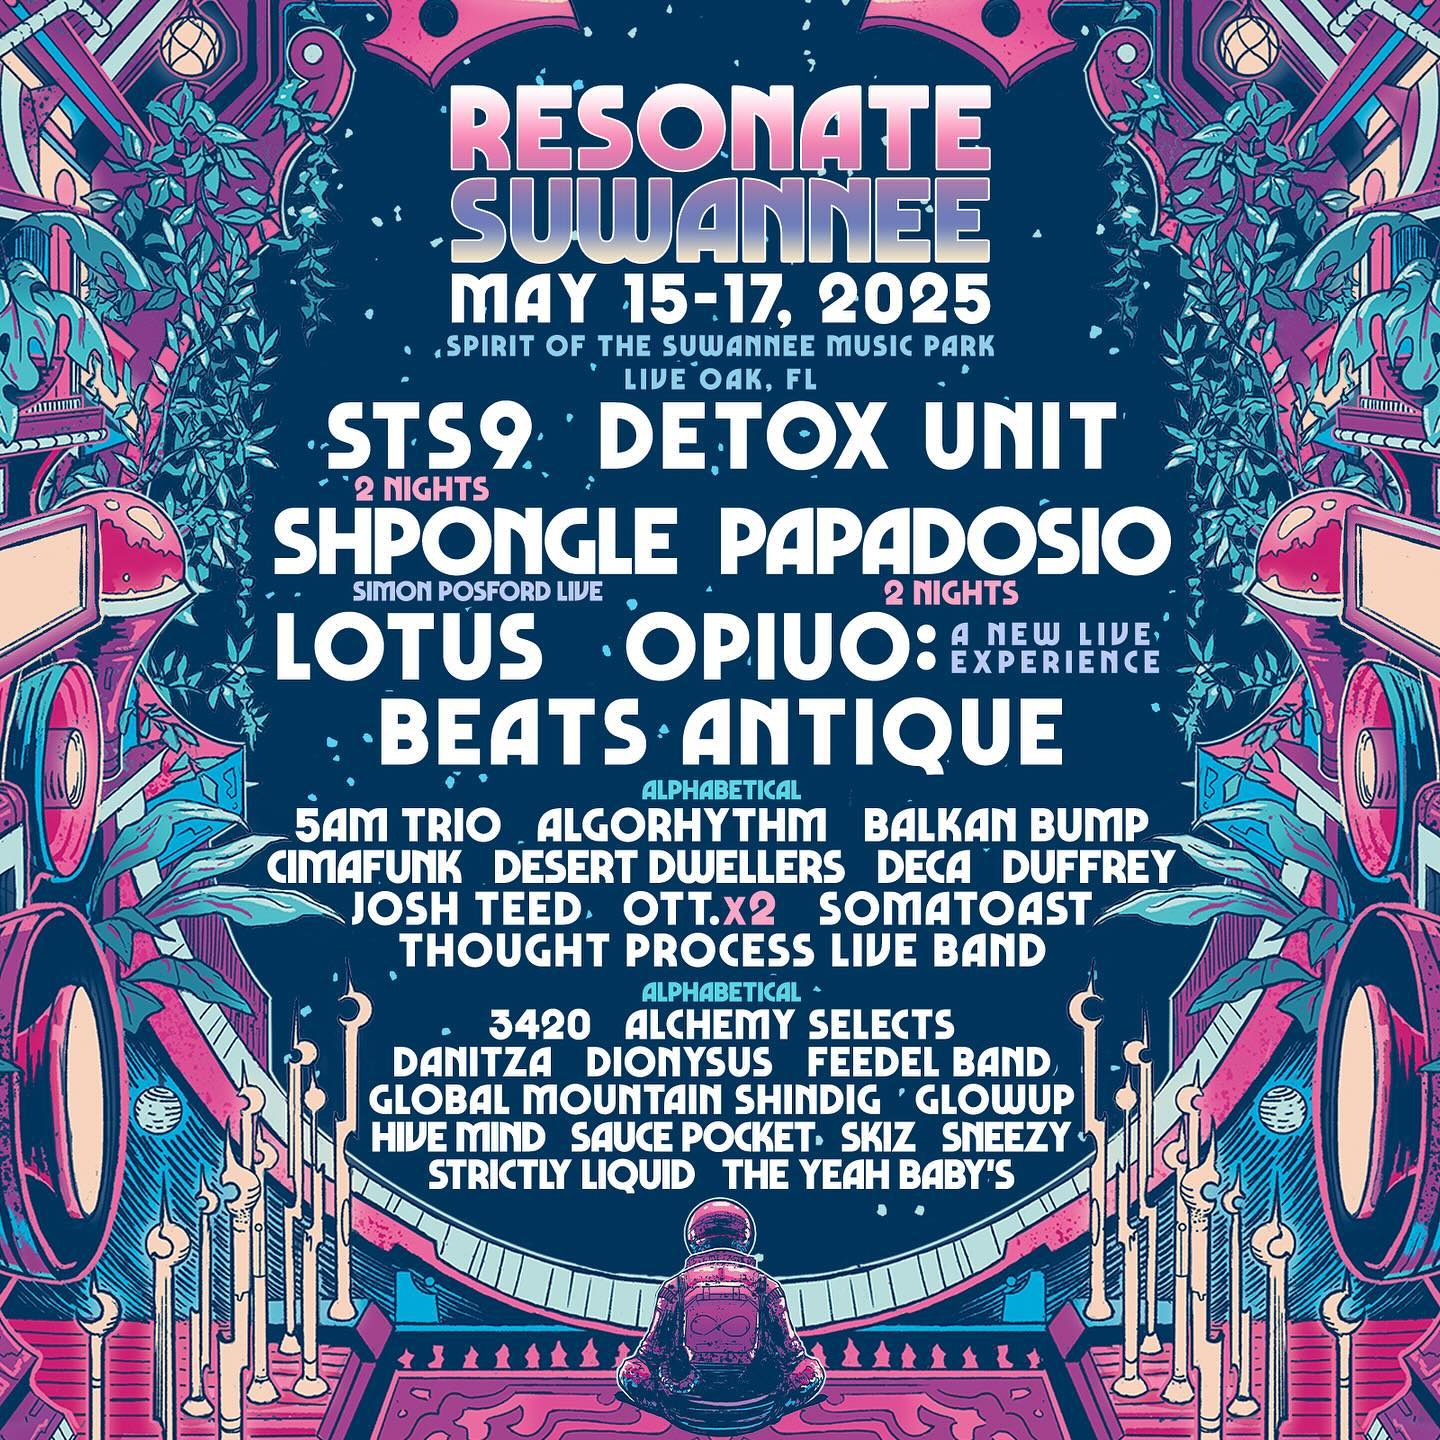 RESONATE
SUWANNEE
MAY 15-17, 2025
SPIRIT OF THE SUWANNEE MUSIC PARK
LIVE OAK, FL
STS9 DETOX UNIT
2 NIGHTS
SHPONGLE PAPADOSIO
SIMON POSFORD LIVE 2 NIGHTS
LOTUS OPIUO: A NEW LIVE
EXPERIENCE
BEATS ANTIQUE
ALPHABETICAL
5AM TRIO ALGORHYTHM BALKAN BUMP
CIMAFUNK DESERT DWELLERS DECA DUFFREY
JOSH TEED OTT.X2 SOMATOAST
THOUGHT PROCESS LIVE BAND
ALPHABETICAL
3420 ALCHEMY SELECTS
DANITZA DIONYSUS FEEDEL BAND
GLOBAL MOUNTAIN SHINDIG GLOWUP
HIVE MIND SAUCE POCKET SKIZ SNEEZY
STRICTLY LIQUID THE YEAH BABY'S